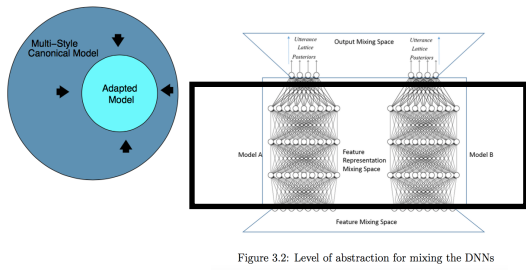 Multi-Style
Canonical Model
Adapted
Model
Utterance
Lattice
Posteriors
Output Mixing Space
Utterance
Lattice
Posteriors
Model A
Feature
Representation
Mixing Space
Model B
Feature Mixing Space
Figure 3.2: Level of abstraction for mixing the DNNs